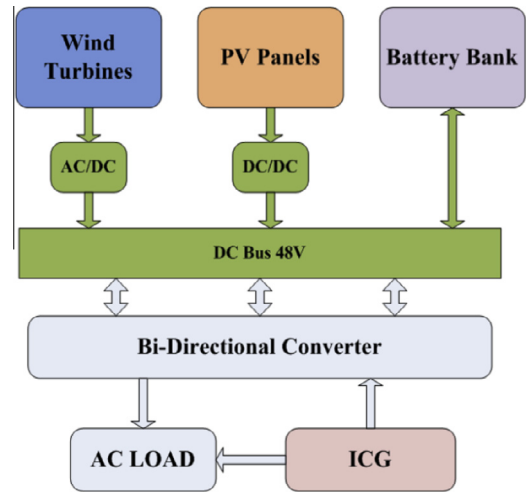 Wind
Turbines
PV Panels
Battery Bank
AC/DC
DC/DC
DC Bus 48V
Bi-Directional Converter
AC LOAD
ICG